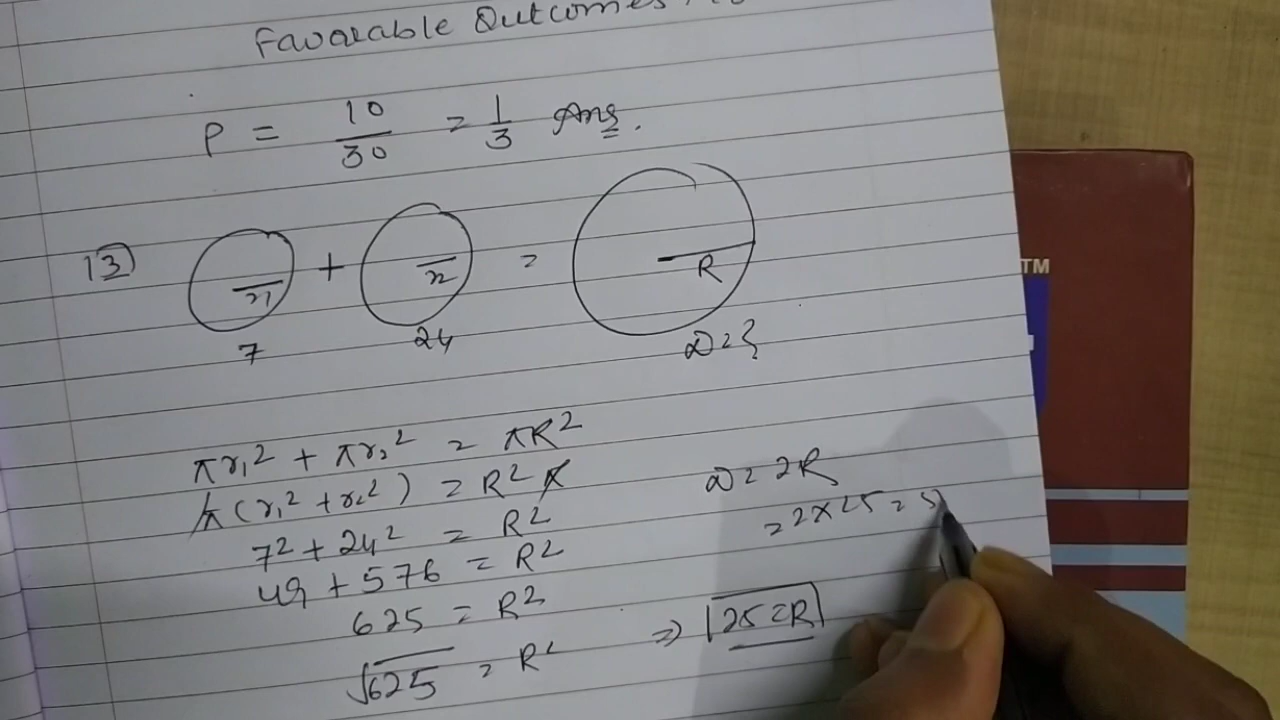 Favarable Outcomes
P = 10/30 = 1/3 Ans.
13
r1 + r = R
7 24 D = ?
πr₁² + πr₂² = πR²
π(r₁² + r₂²) = R² π
7² + 24² = R²
49 + 576 = R²
625 = R²
√625 = R²
⇒ 25 = R
D = 2R
= 2 × 25 = 5
TM